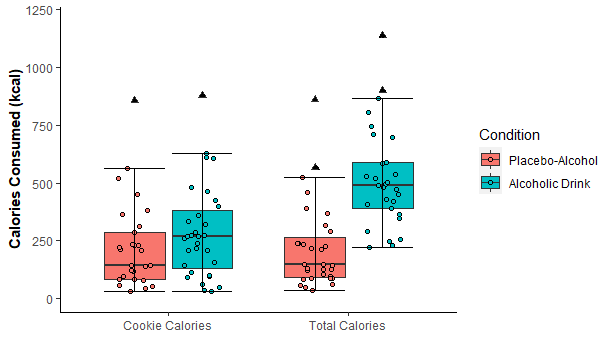 1250
1000
750
500
250
0
Calories Consumed (kcal)
Cookie Calories
Total Calories
Condition
Placebo-Alcohol
Alcoholic Drink